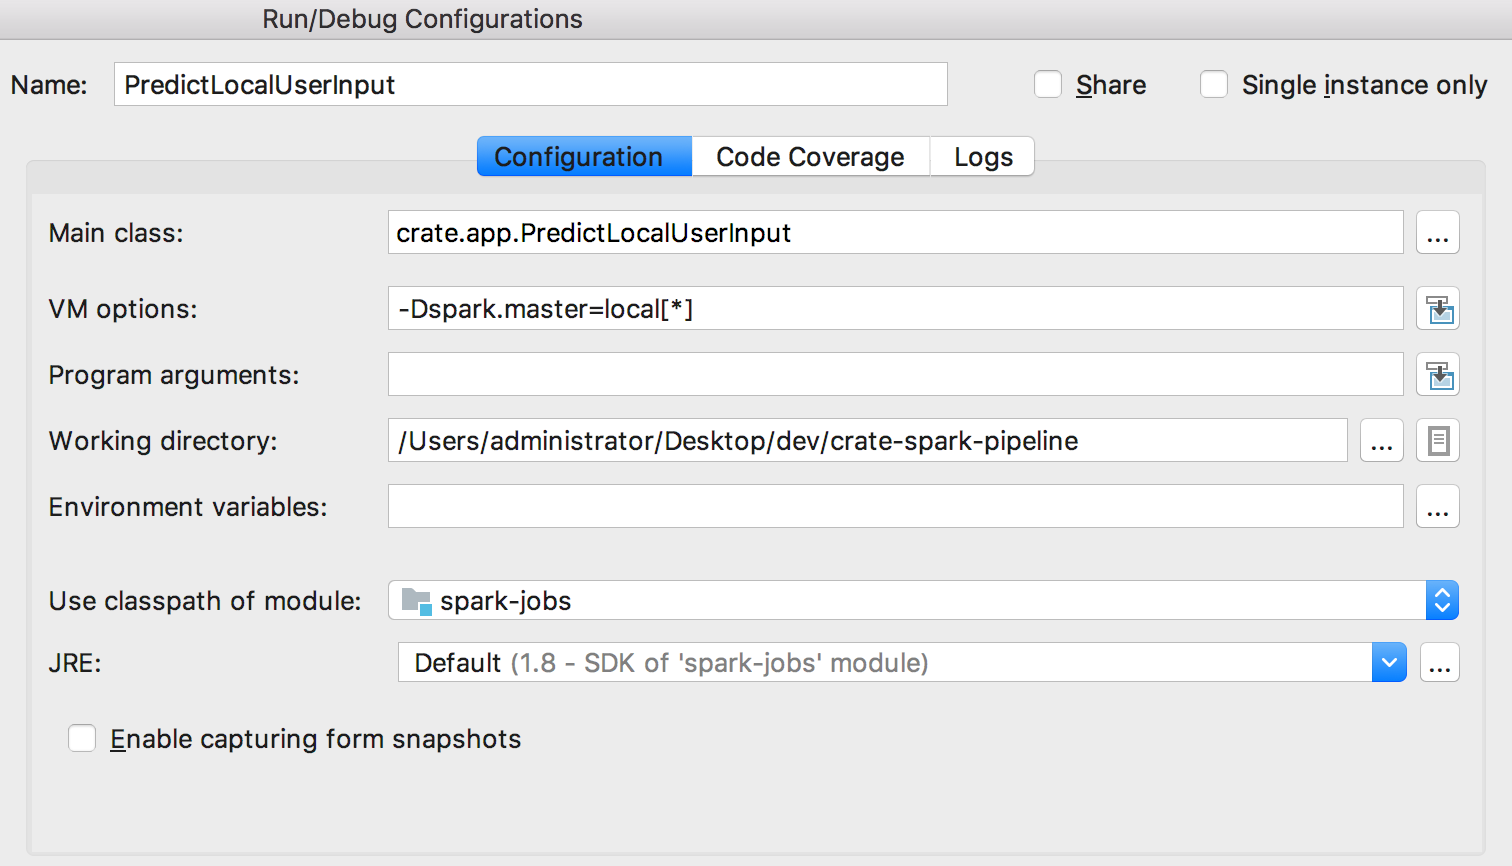 Run/Debug Configurations
Name: PredictLocalUserInput Share Single instance only
Configuration Code Coverage Logs
Main class: crate.app.PredictLocalUserInput ...
VM options: -Dspark.master=local[*]
Program arguments:
Working directory: /Users/administrator/Desktop/dev/crate-spark-pipeline ...
Environment variables: ...
Use classpath of module: spark-jobs
JRE: Default (1.8 - SDK of 'spark-jobs' module) ...
Enable capturing form snapshots